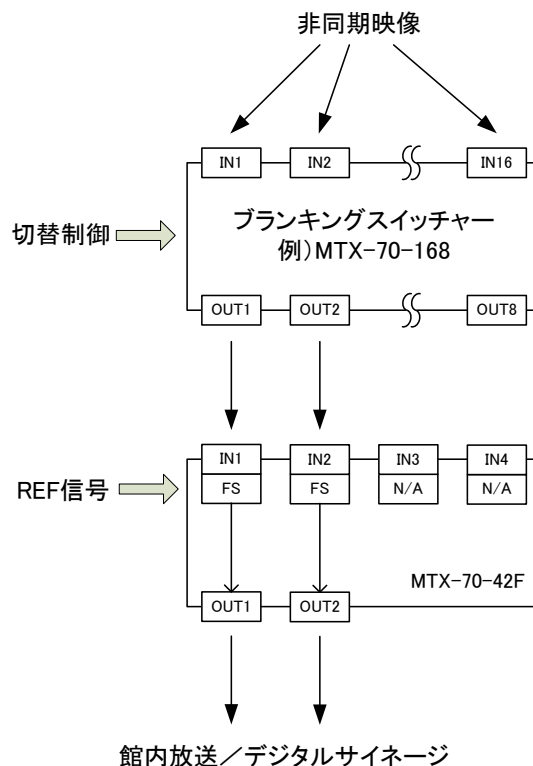 非同期映像
IN1
IN2
IN16
切替制御
ブランキングスイッチャー
例)MTX-70-168
OUT1
OUT2
OUT8
REF信号
IN1
IN2
IN3
IN4
FS
FS
N/A
N/A
MTX-70-42F
OUT1
OUT2
館内放送／デジタルサイネージ